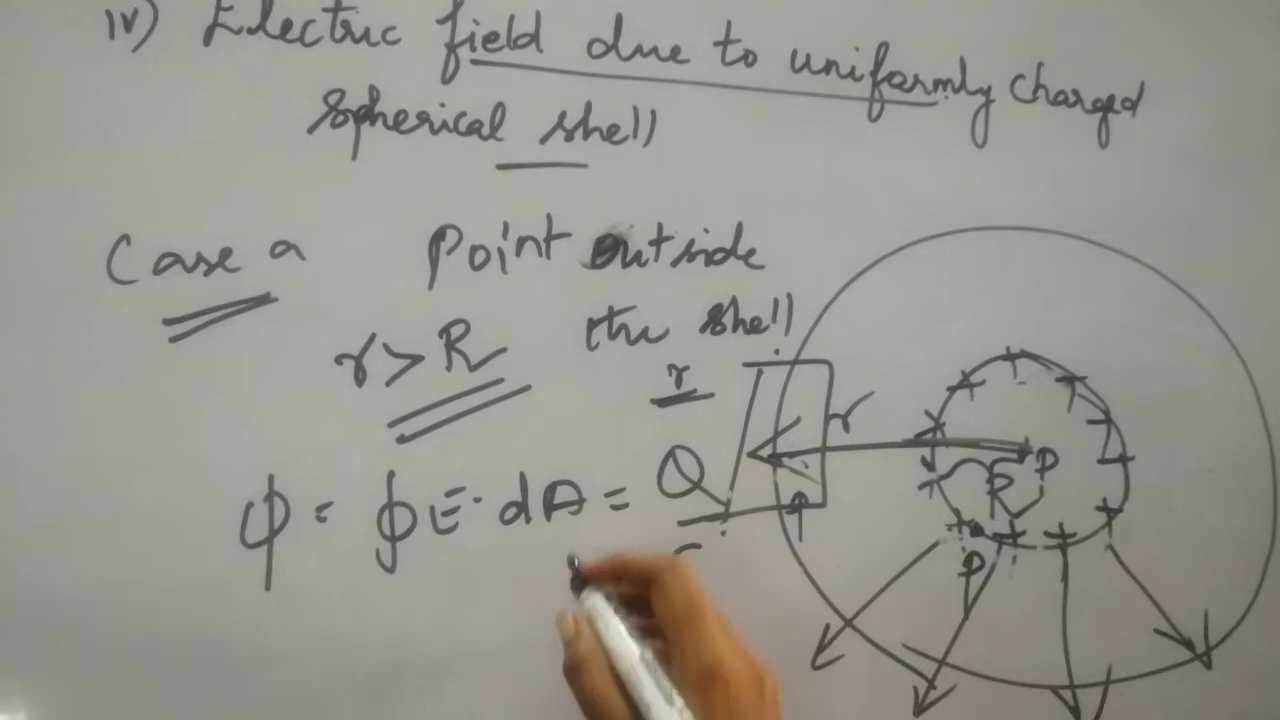 iv) Electric field due to uniformly charged
spherical shell
Case a point outside
the shell
r > R
r
r
φ = ∮E·dA = Q
P
R
P